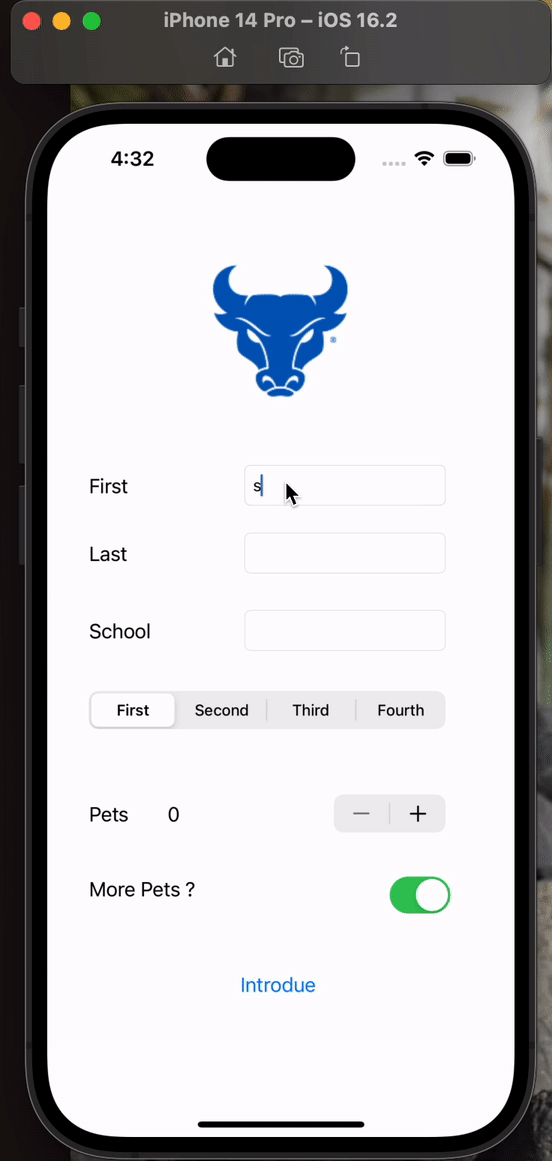 iPhone 14 Pro – iOS 16.2
4:32
®
First s
Last
School
First Second Third Fourth
Pets 0 − +
More Pets ?
Introdue